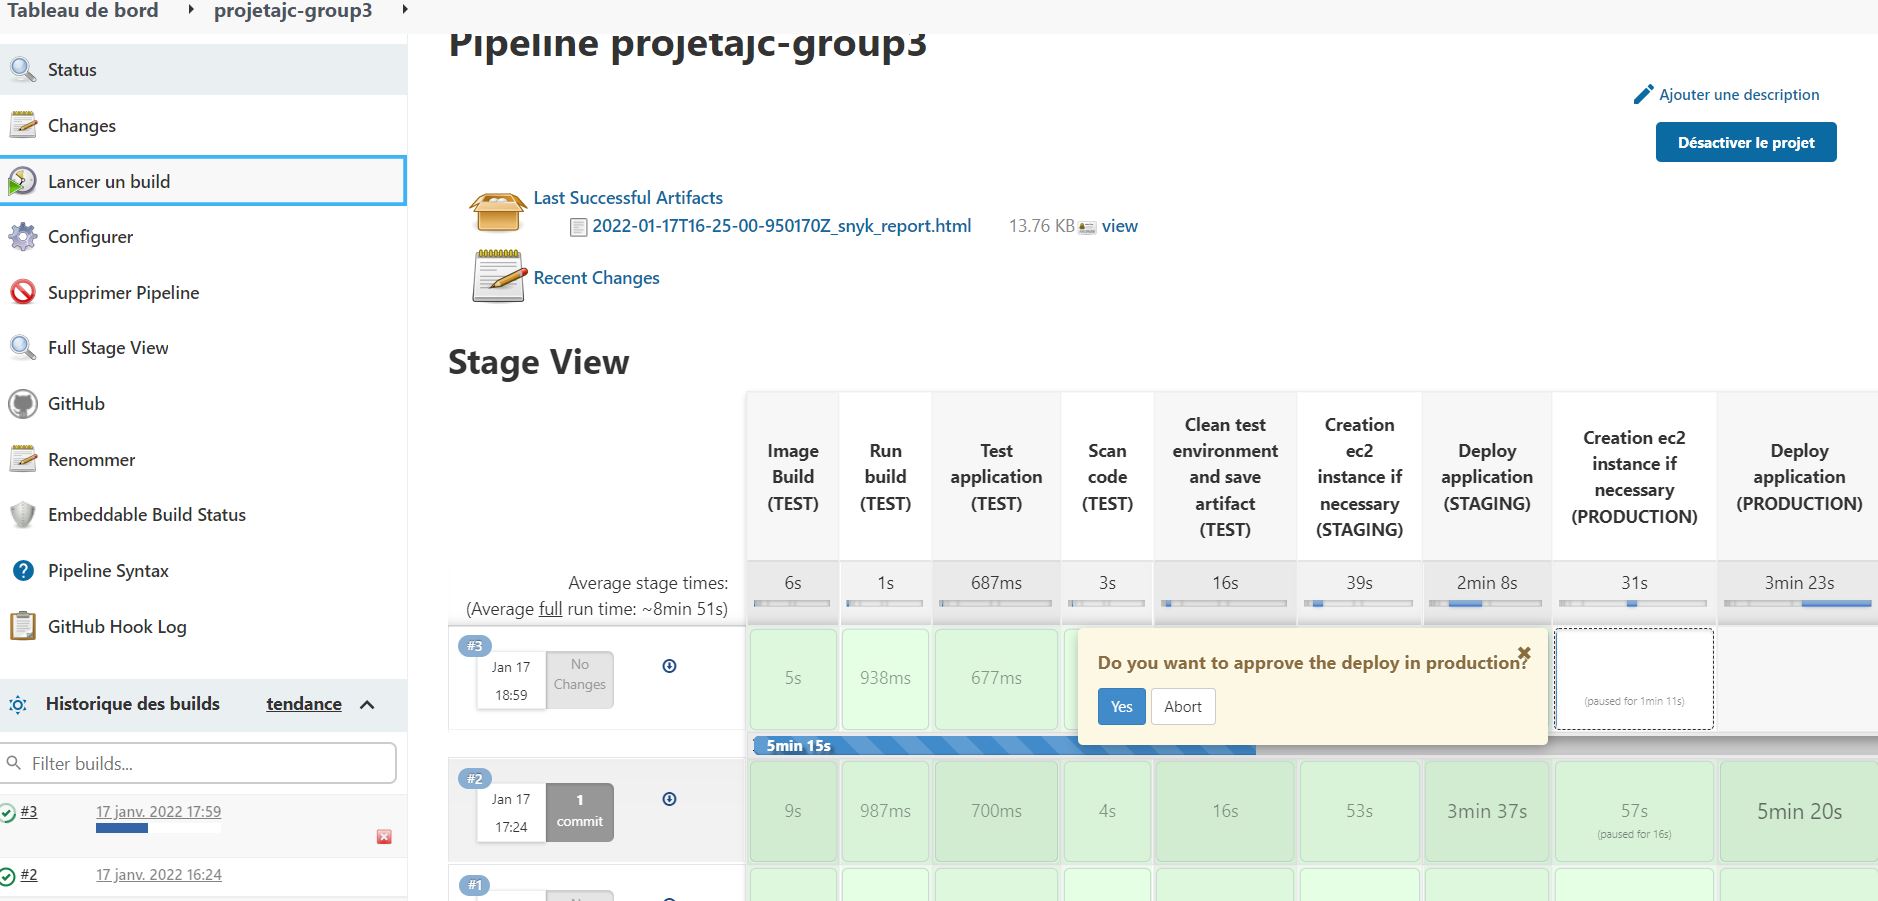 Tableau de bord
projetajc-group3
Pipeline projetajc-group3
Status
Changes
Lancer un build
Configurer
Supprimer Pipeline
Full Stage View
GitHub
Renommer
Embeddable Build Status
Pipeline Syntax
GitHub Hook Log
Historique des builds
tendance
Filter builds...
#3
17 janv. 2022 17:59
#2
17 janv. 2022 16:24
Ajouter une description
Désactiver le projet
Last Successful Artifacts
2022-01-17T16-25-00-950170Z_snyk_report.html
13.76 KB
view
Recent Changes
Stage View
Image
Build
(TEST)
Run
build
(TEST)
Test
application
(TEST)
Scan
code
(TEST)
Clean test
environment
and save
artifact
(TEST)
Creation
ec2
instance if
necessary
(STAGING)
Deploy
application
(STAGING)
Creation ec2
instance if
necessary
(PRODUCTION)
Deploy
application
(PRODUCTION)
Average stage times:
(Average full run time: ~8min 51s)
6s
1s
687ms
3s
16s
39s
2min 8s
31s
3min 23s
#3
Jan 17
18:59
No
Changes
5s
938ms
677ms
Do you want to approve the deploy in production?
Yes
Abort
(paused for 1min 11s)
5min 15s
#2
Jan 17
17:24
1
commit
9s
987ms
700ms
4s
16s
53s
3min 37s
57s
(paused for 16s)
5min 20s
#1